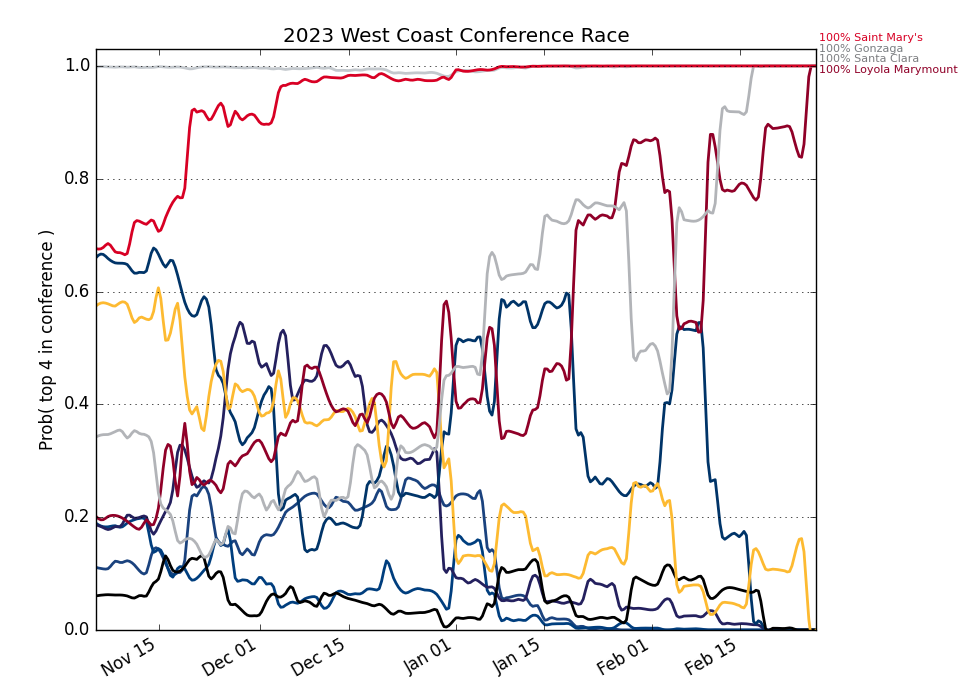 2023 West Coast Conference Race
100% Saint Mary's
100% Gonzaga
100% Santa Clara
100% Loyola Marymount
Prob( top 4 in conference )
1.0
0.8
0.6
0.4
0.2
0.0
Nov 15
Dec 01
Dec 15
Jan 01
Jan 15
Feb 01
Feb 15